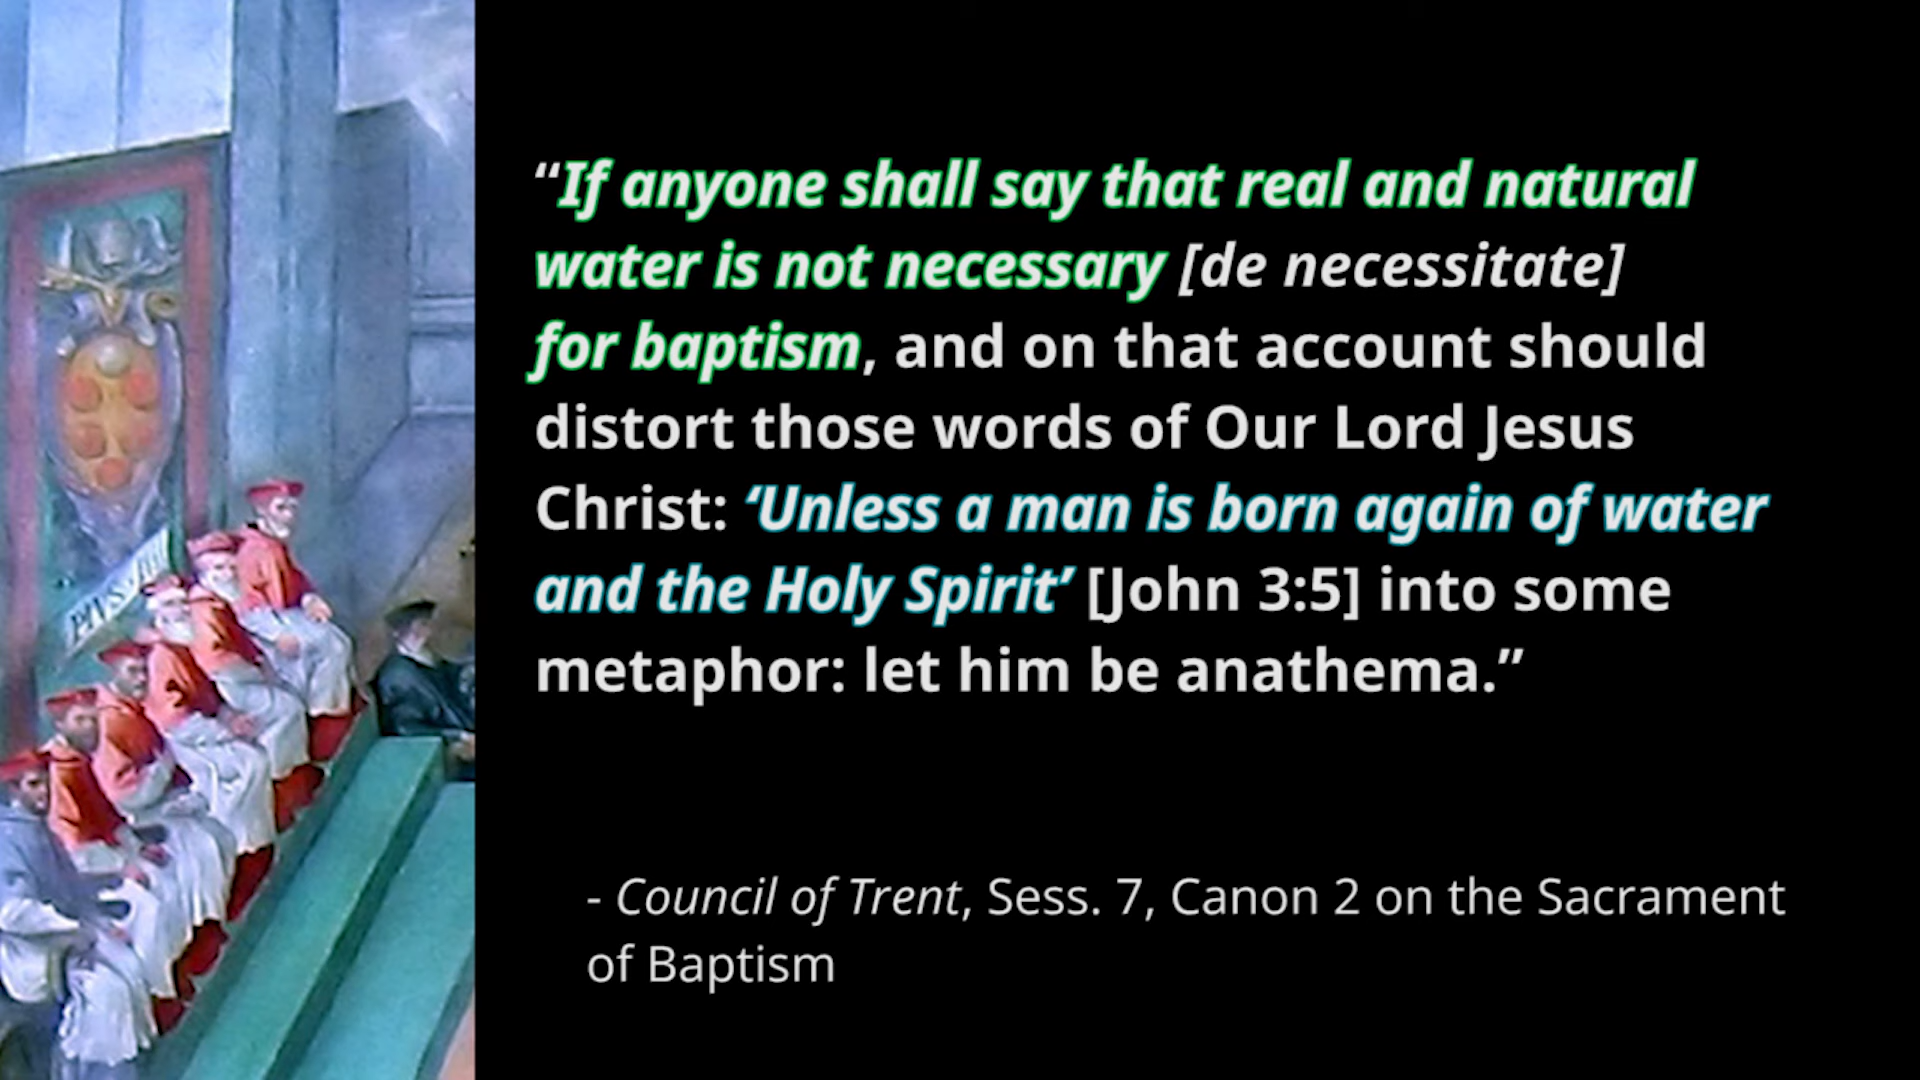 “If anyone shall say that real and natural
water is not necessary [de necessitate]
for baptism, and on that account should
distort those words of Our Lord Jesus
Christ: ‘Unless a man is born again of water
and the Holy Spirit’ [John 3:5] into some
metaphor: let him be anathema.”
- Council of Trent, Sess. 7, Canon 2 on the Sacrament
of Baptism